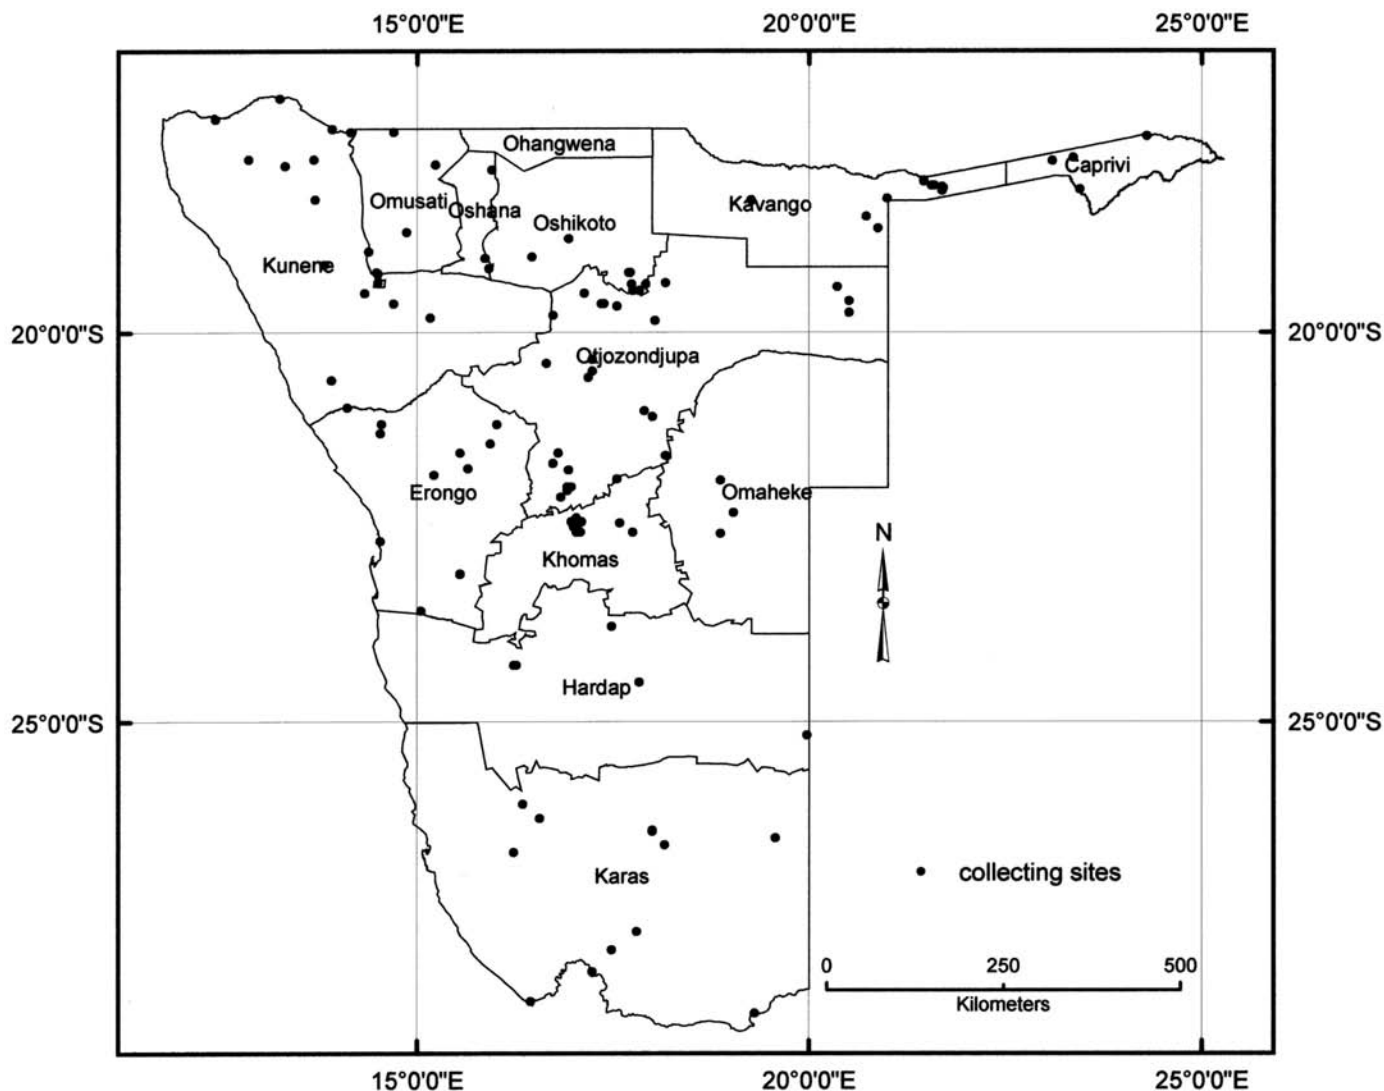 15°0'0"E 20°0'0"E 25°0'0"E
Ohangwena
Caprivi
Omusati
Oshana
Kavango
Oshikoto
Kunene
20°0'0"S 20°0'0"S
Otjozondjupa
Erongo
Omaheke
N
Khomas
Hardap
25°0'0"S 25°0'0"S
Karas
collecting sites
0 250 500
Kilometers
15°0'0"E 20°0'0"E 25°0'0"E